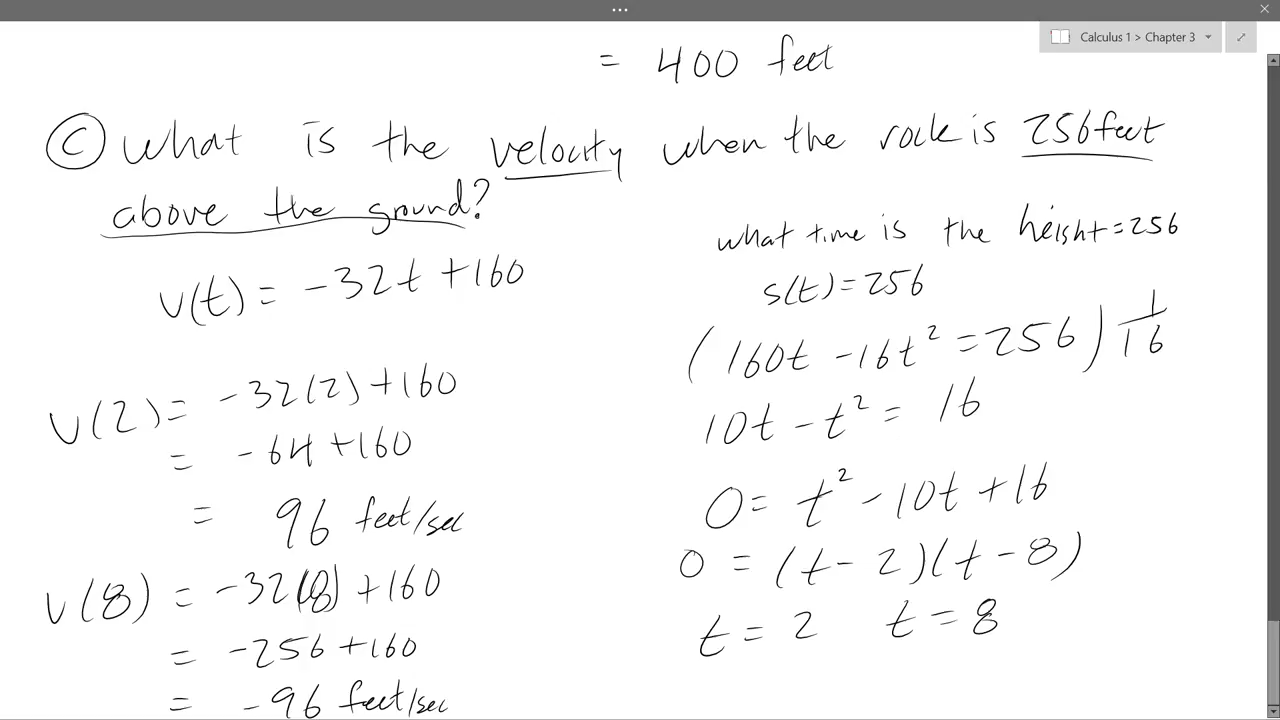 Calculus 1 > Chapter 3
= 400 feet
ⓒ What is the velocity when the rock is 256 feet
above the ground?
v(t) = -32t + 160
v(2) = -32(2) + 160
= -64 + 160
= 96 feet/sec
v(8) = -32(8) + 160
= -256 + 160
= -96 feet/sec
what time is the height = 256
s(t) = 256
(160t - 16t² = 256) 1/16
10t - t² = 16
0 = t² - 10t + 16
0 = (t - 2)(t - 8)
t = 2 t = 8